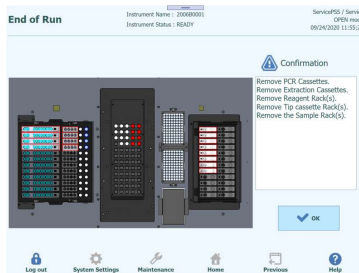 End of Run
Instrument Name : 2006B0001
Instrument Status : READY
ServicePSS / Servi
OPEN mod
09/24/2020 11:55:2
Confirmation
Remove PCR Cassettes.
Remove Extraction Cassettes.
Remove Reagent Rack(s).
Remove Tip cassette Rack(s).
Remove the Sample Rack(s).
OK
Log out
System Settings
Maintenance
Home
Previous
Help